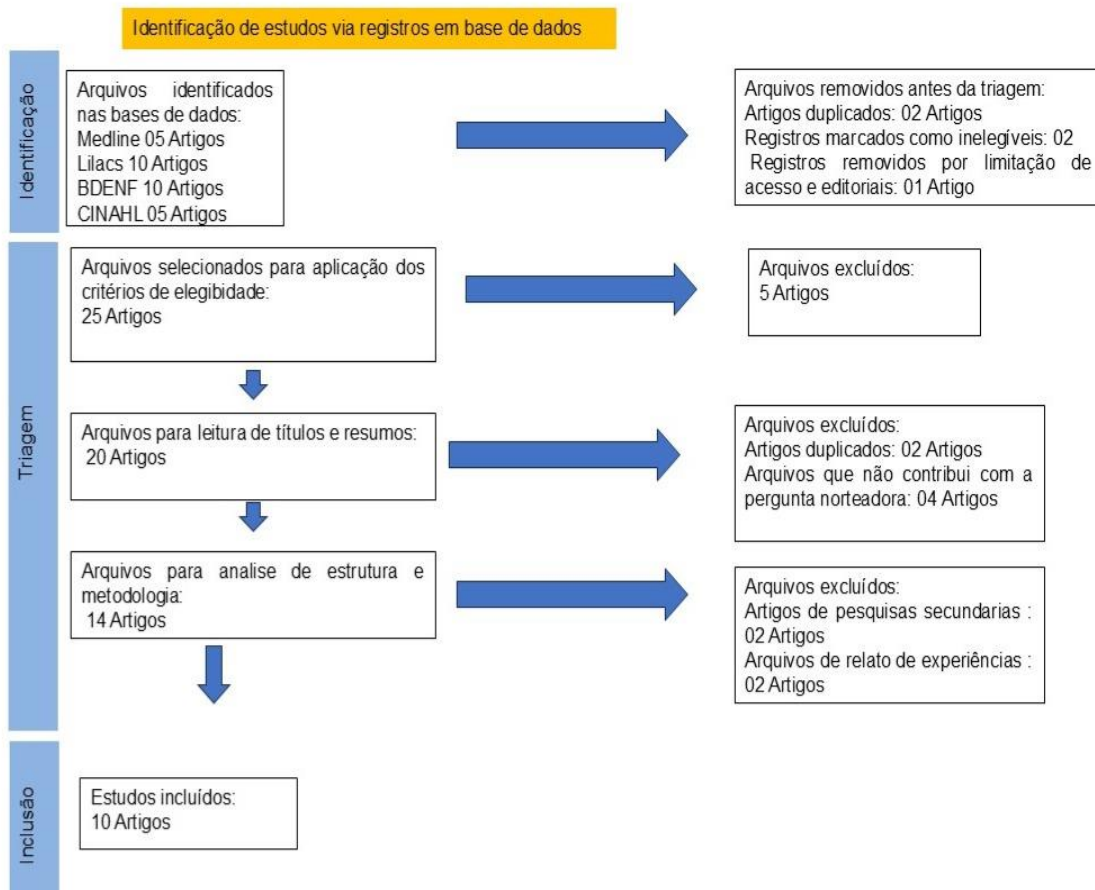 Identificação de estudos via registros em base de dados
Identificação
Arquivos identificados
nas bases de dados:
Medline 05 Artigos
Lilacs 10 Artigos
BDENF 10 Artigos
CINAHL 05 Artigos
Arquivos removidos antes da triagem:
Artigos duplicados: 02 Artigos
Registros marcados como inelegíveis: 02
Registros removidos por limitação de
acesso e editoriais: 01 Artigo
Triagem
Arquivos selecionados para aplicação dos
critérios de elegibidade:
25 Artigos
Arquivos excluídos:
5 Artigos
Arquivos para leitura de títulos e resumos:
20 Artigos
Arquivos excluídos:
Artigos duplicados: 02 Artigos
Arquivos que não contribui com a
pergunta norteadora: 04 Artigos
Arquivos para analise de estrutura e
metodologia:
14 Artigos
Arquivos excluídos:
Artigos de pesquisas secundarias :
02 Artigos
Arquivos de relato de experiências :
02 Artigos
Inclusão
Estudos incluídos:
10 Artigos